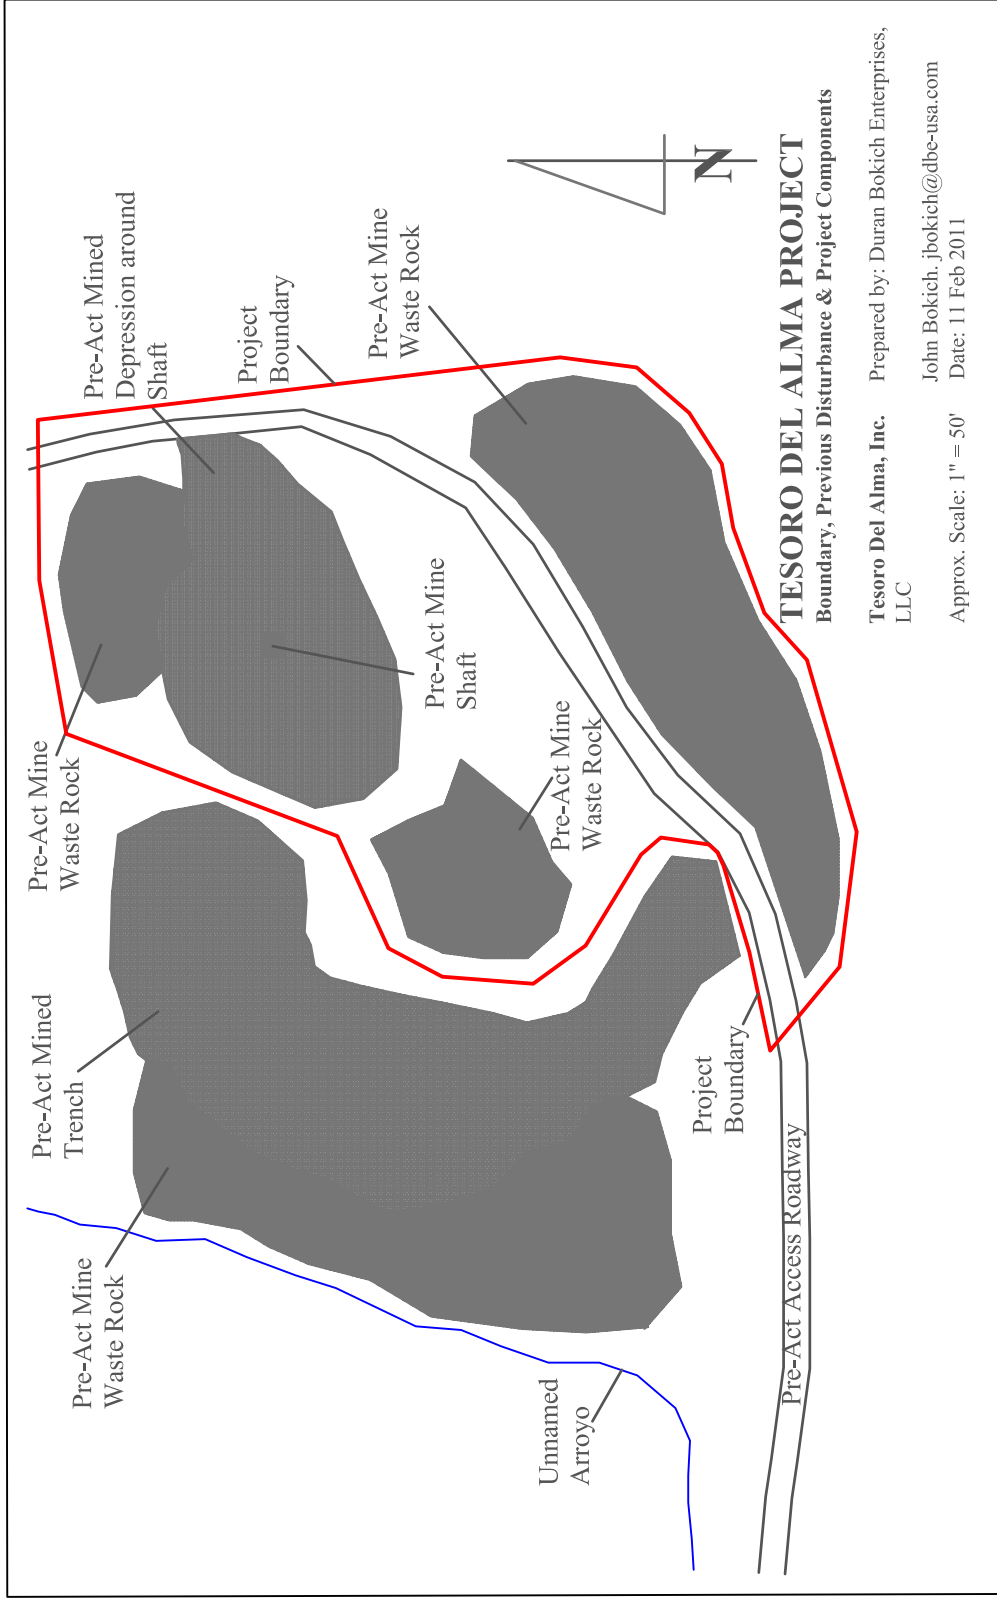 Pre-Act Mine
Waste Rock
Pre-Act Mined
Trench
Pre-Act Mine
Waste Rock
Pre-Act Mined
Depression around
Shaft
Project
Boundary
Pre-Act Mine
Waste Rock
Pre-Act Mine
Shaft
Unnamed
Arroyo
Pre-Act Mine
Waste Rock
Project
Boundary
Pre-Act Access Roadway
N
TESORO DEL ALMA PROJECT
Boundary, Previous Disturbance & Project Components
Tesoro Del Alma, Inc. Prepared by: Duran Bokich Enterprises,
LLC
John Bokich. jbokich@dbe-usa.com
Approx. Scale: 1" = 50' Date: 11 Feb 2011